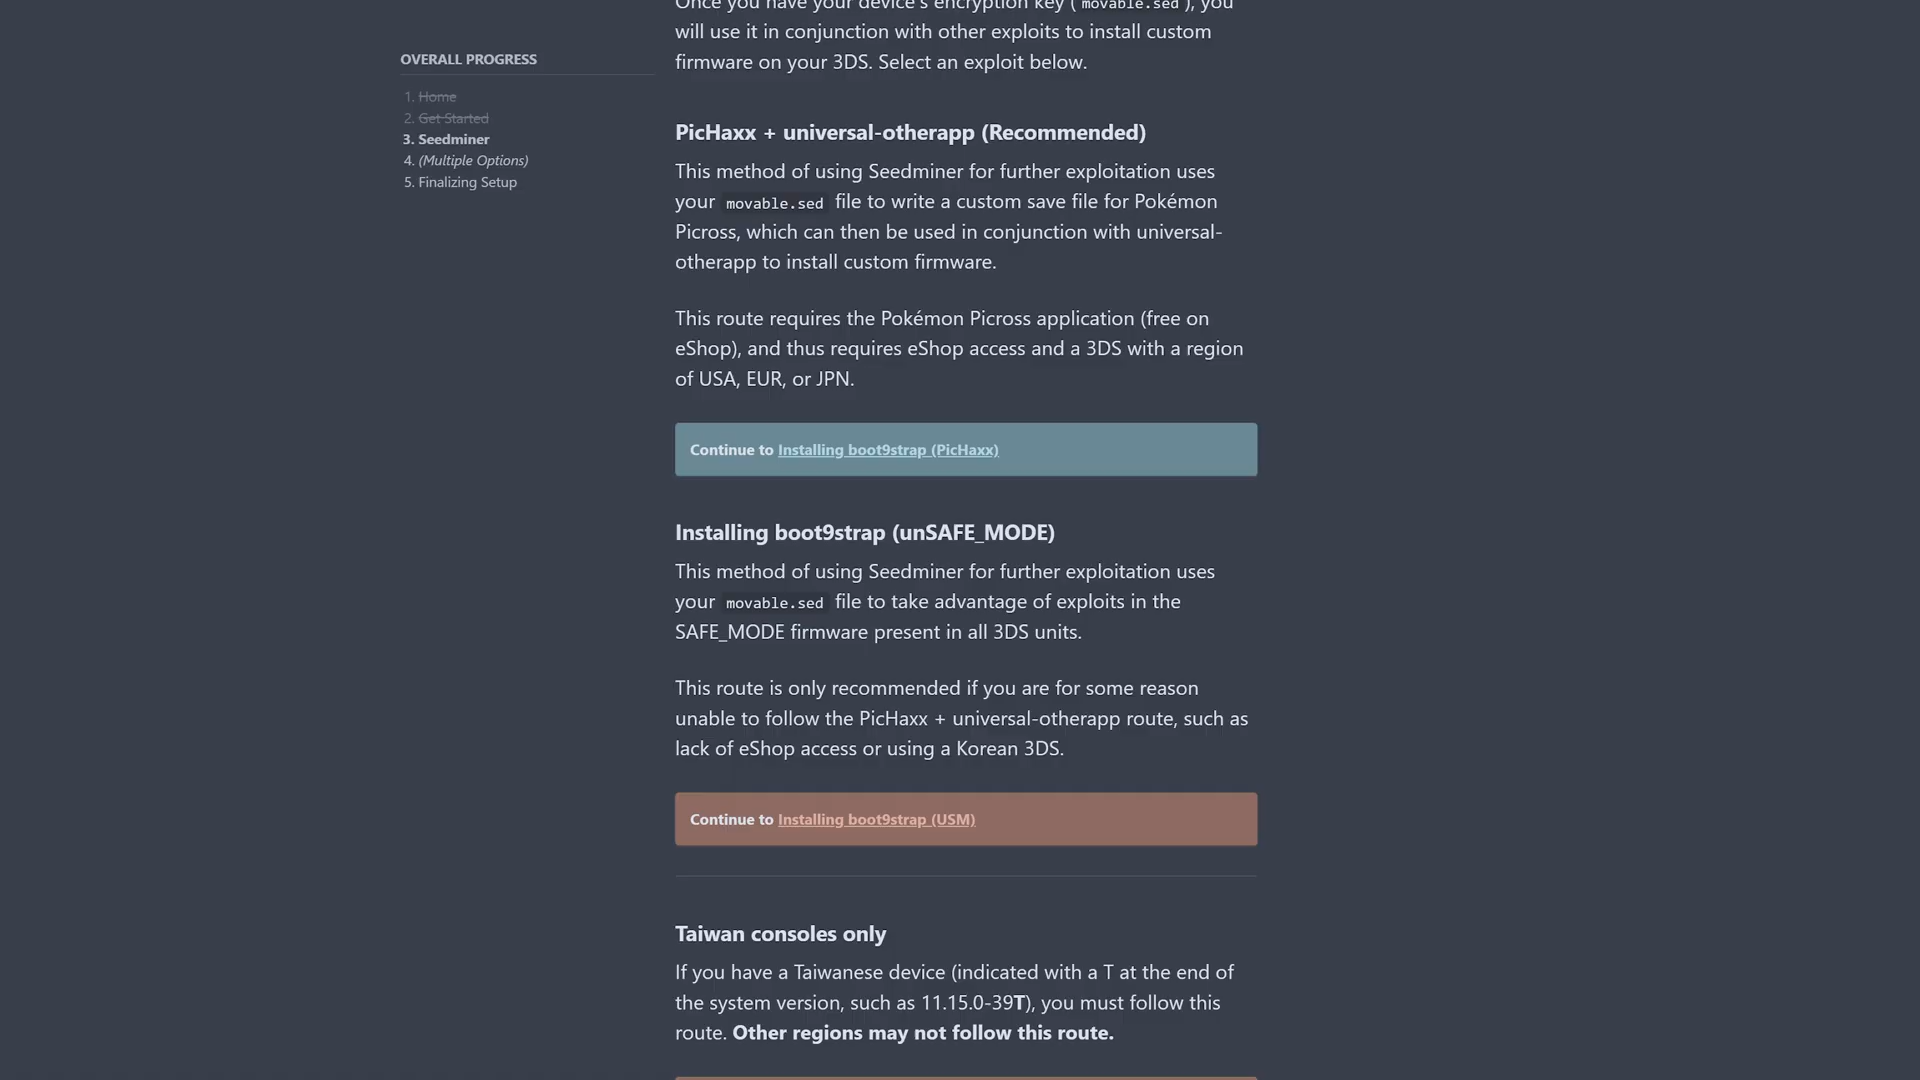 Once you have your device's encryption key ( movable.sed ), you
will use it in conjunction with other exploits to install custom
firmware on your 3DS. Select an exploit below.
OVERALL PROGRESS
1. Home
2. Get Started
3. Seedminer
4. (Multiple Options)
5. Finalizing Setup
PicHaxx + universal-otherapp (Recommended)
This method of using Seedminer for further exploitation uses
your movable.sed file to write a custom save file for Pokémon
Picross, which can then be used in conjunction with universal-
otherapp to install custom firmware.
This route requires the Pokémon Picross application (free on
eShop), and thus requires eShop access and a 3DS with a region
of USA, EUR, or JPN.
Continue to Installing boot9strap (PicHaxx)
Installing boot9strap (unSAFE_MODE)
This method of using Seedminer for further exploitation uses
your movable.sed file to take advantage of exploits in the
SAFE_MODE firmware present in all 3DS units.
This route is only recommended if you are for some reason
unable to follow the PicHaxx + universal-otherapp route, such as
lack of eShop access or using a Korean 3DS.
Continue to Installing boot9strap (USM)
Taiwan consoles only
If you have a Taiwanese device (indicated with a T at the end of
the system version, such as 11.15.0-39T), you must follow this
route. Other regions may not follow this route.